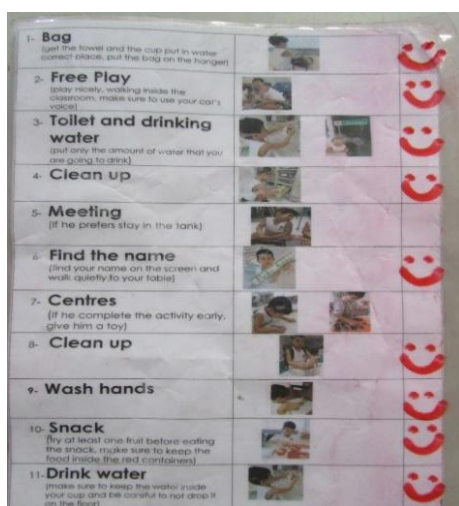 1- Bag
(get the towel and the cup put in water
correct place, put the bag on the hanger)
2- Free Play
(play nicely, walking inside the
classroom, make sure to use your cat's
voice)
3- Toilet and drinking
water
(put only the amount of water that you
are going to drink)
4- Clean up
5- Meeting
(if he prefers stay in the tank)
6- Find the name
(find your name on the screen and
walk quietly to your table)
7- Centres
(if he complete the activity early,
give him a toy)
8- Clean up
9- Wash hands
10- Snack
(try at least one fruit before eating
the snack, make sure to keep the
food inside the red containers)
11- Drink water
(make sure to keep the water inside
your cup and be careful to not drop it
on the floor)